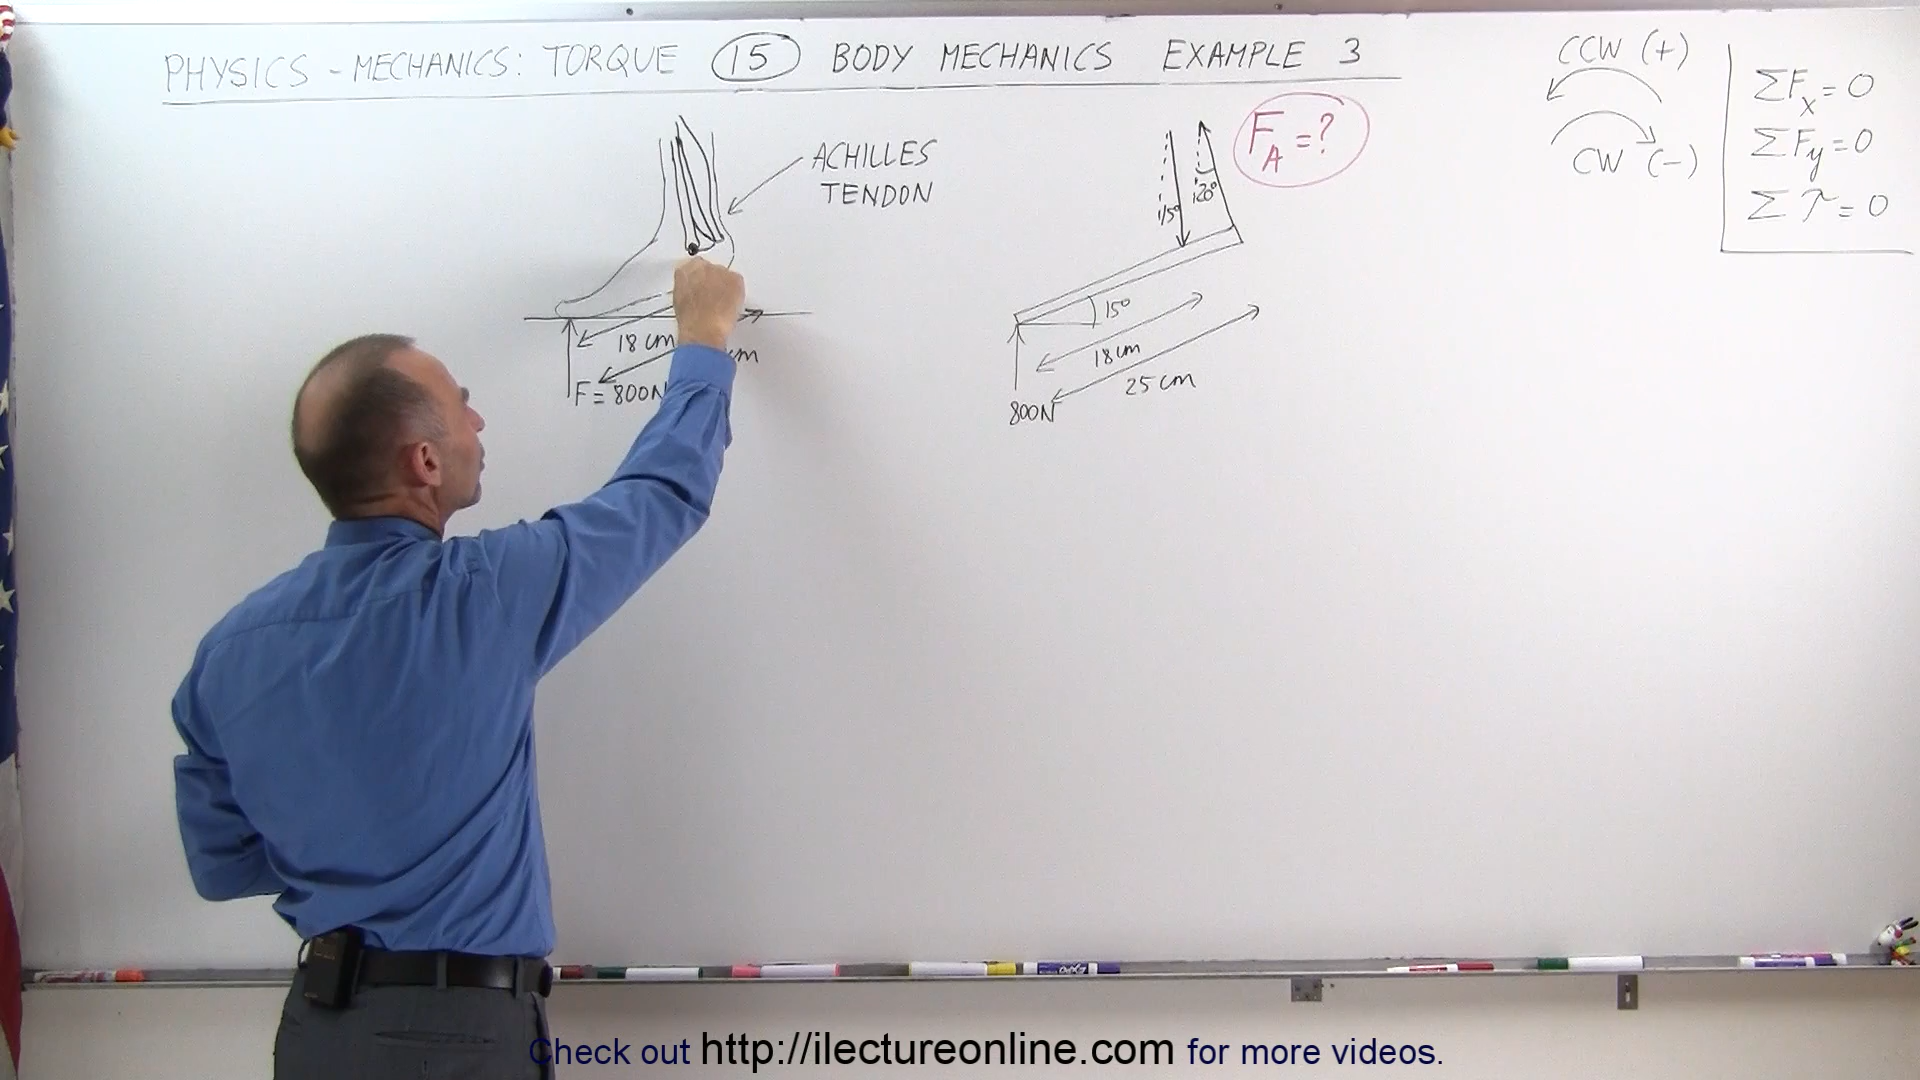 PHYSICS - MECHANICS: TORQUE 15 BODY MECHANICS EXAMPLE 3
CCW (+)
CW (-)
ΣFx = 0
ΣFy = 0
Στ = 0
ACHILLES
TENDON
18 cm
cm
F = 800N
FA = ?
15°
20°
15°
18 cm
25 cm
800N
Check out http://ilectureonline.com for more videos.